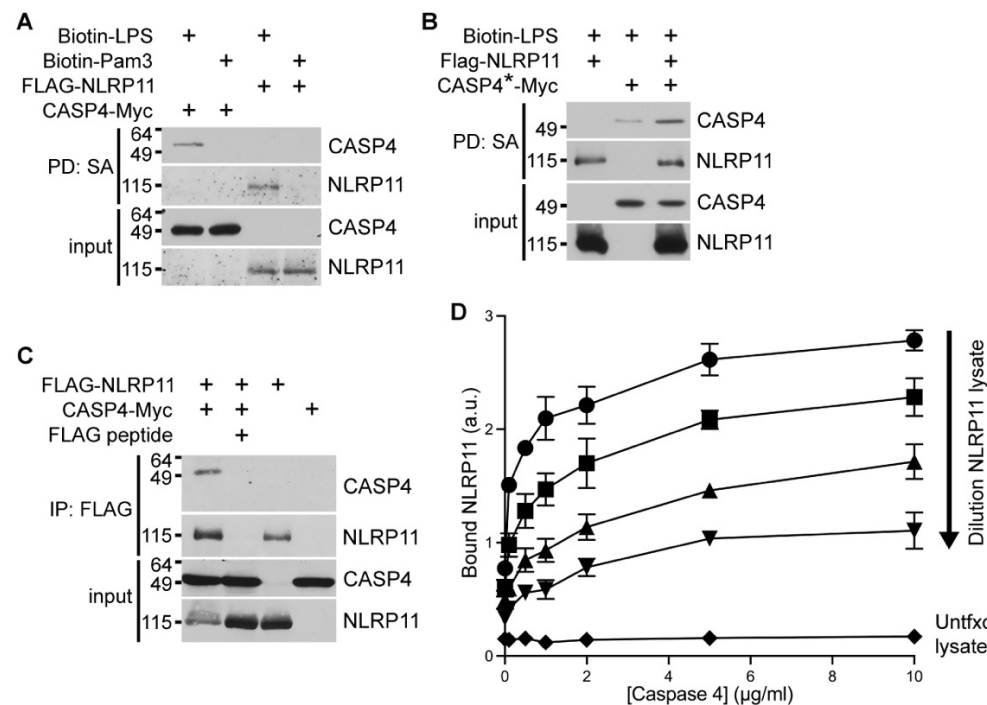 A
Biotin-LPS + +
Biotin-Pam3 + +
FLAG-NLRP11 + +
CASP4-Myc + +
PD: SA
64
49
CASP4
115
NLRP11
input
64
49
CASP4
115
NLRP11
B
Biotin-LPS + + +
Flag-NLRP11 + +
CASP4*-Myc + +
PD: SA
49
CASP4
115
NLRP11
input
49
CASP4
115
NLRP11
C
FLAG-NLRP11 + + +
CASP4-Myc + + +
FLAG peptide +
IP: FLAG
64
49
CASP4
115
NLRP11
input
64
49
CASP4
115
NLRP11
D
Bound NLRP11 (a.u.)
3
2
1
0
0 2 4 6 8 10
[Caspase 4] (μg/ml)
Dilution NLRP11 lysate
Untfxd
lysate